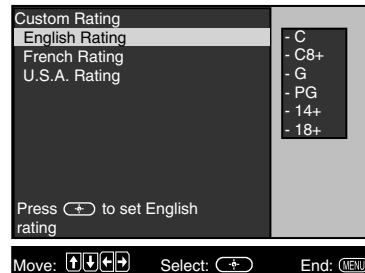 Custom Rating
English Rating
French Rating
U.S.A. Rating
- C
- C8+
- G
- PG
- 14+
- 18+
Press to set English
rating
Move: Select: End: MENU